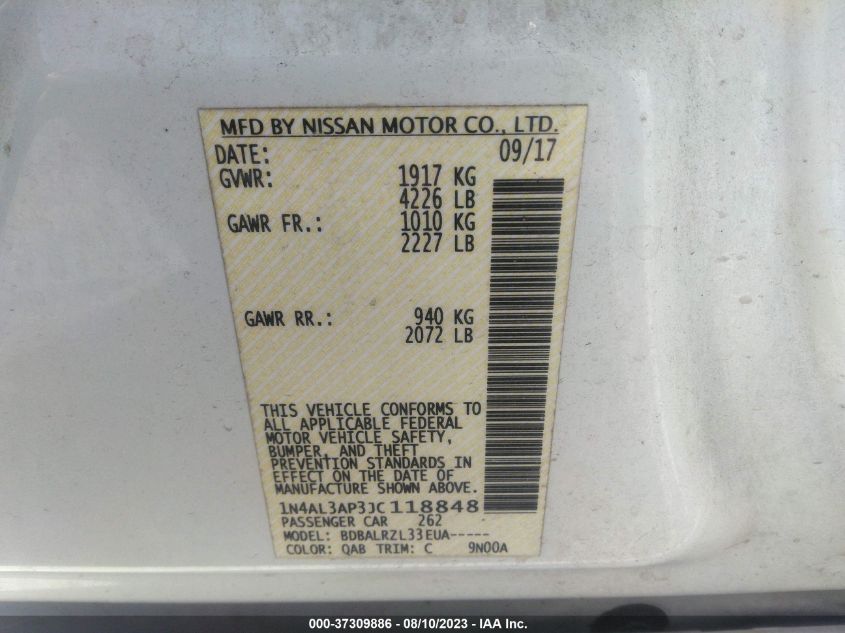 MFD BY NISSAN MOTOR CO., LTD.
DATE: 09/17
GVWR: 1917 KG
4226 LB
GAWR FR.: 1010 KG
2227 LB
GAWR RR.: 940 KG
2072 LB
THIS VEHICLE CONFORMS TO
ALL APPLICABLE FEDERAL
MOTOR VEHICLE SAFETY,
BUMPER, AND THEFT
PREVENTION STANDARDS IN
EFFECT ON THE DATE OF
MANUFACTURE SHOWN ABOVE.
1N4AL3AP3JC118848
PASSENGER CAR 262
MODEL: BDBALRZL33EUA-----
COLOR: QAB TRIM: C 9N00A
000-37309886 - 08/10/2023 - IAA Inc.